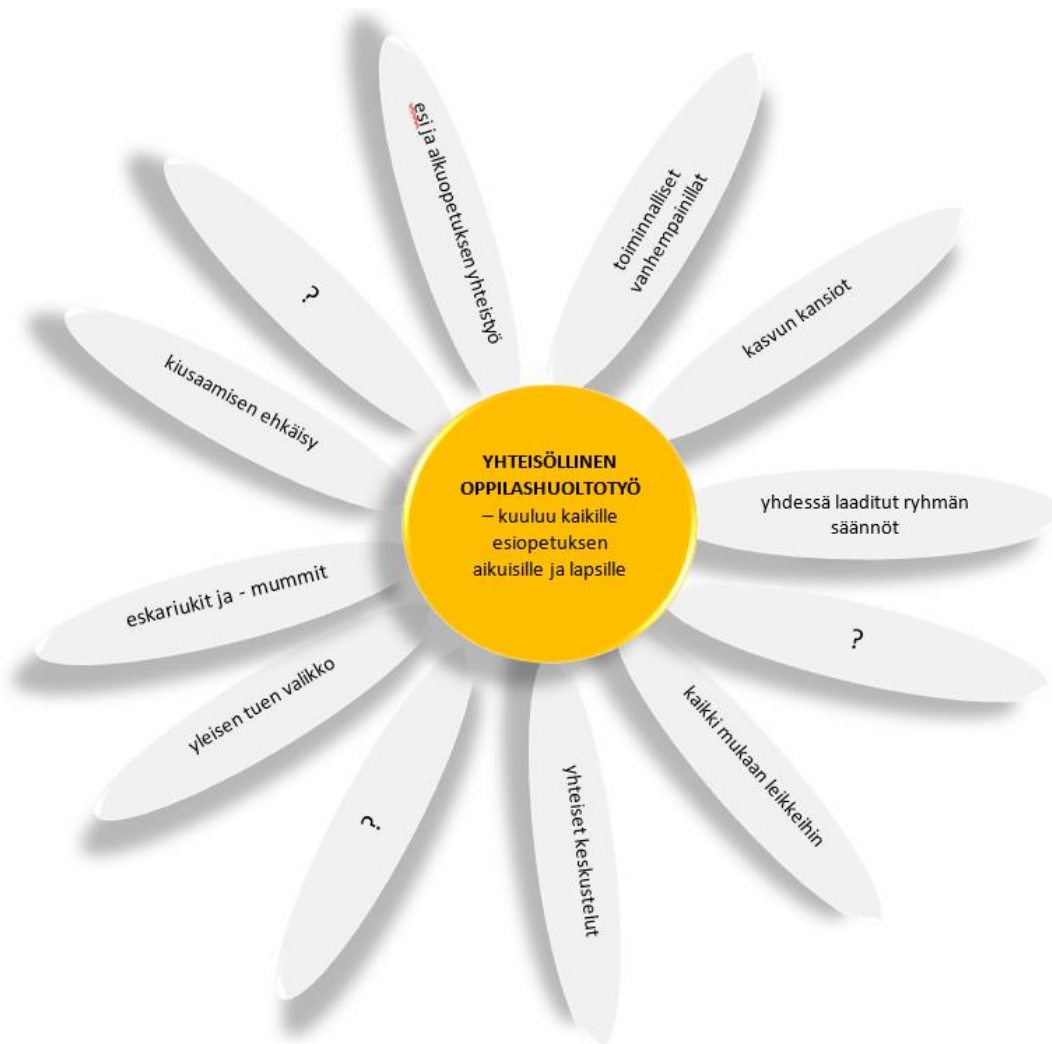 esi ja alkuopetuksen yhteistyö
toiminnalliset
vanhempainillat
kasvun kansiot
?
kiusaamisen ehkäisy
YHTEISÖLLINEN
OPPILASHUOLTOTYÖ
– kuuluu kaikille
esiopetuksen
aikuisille ja lapsille
yhdessä laaditut ryhmän
säännöt
eskariukit ja - mummit
?
yleisen tuen valikko
kaikki mukaan leikkeihin
?
yhteiset keskustelut